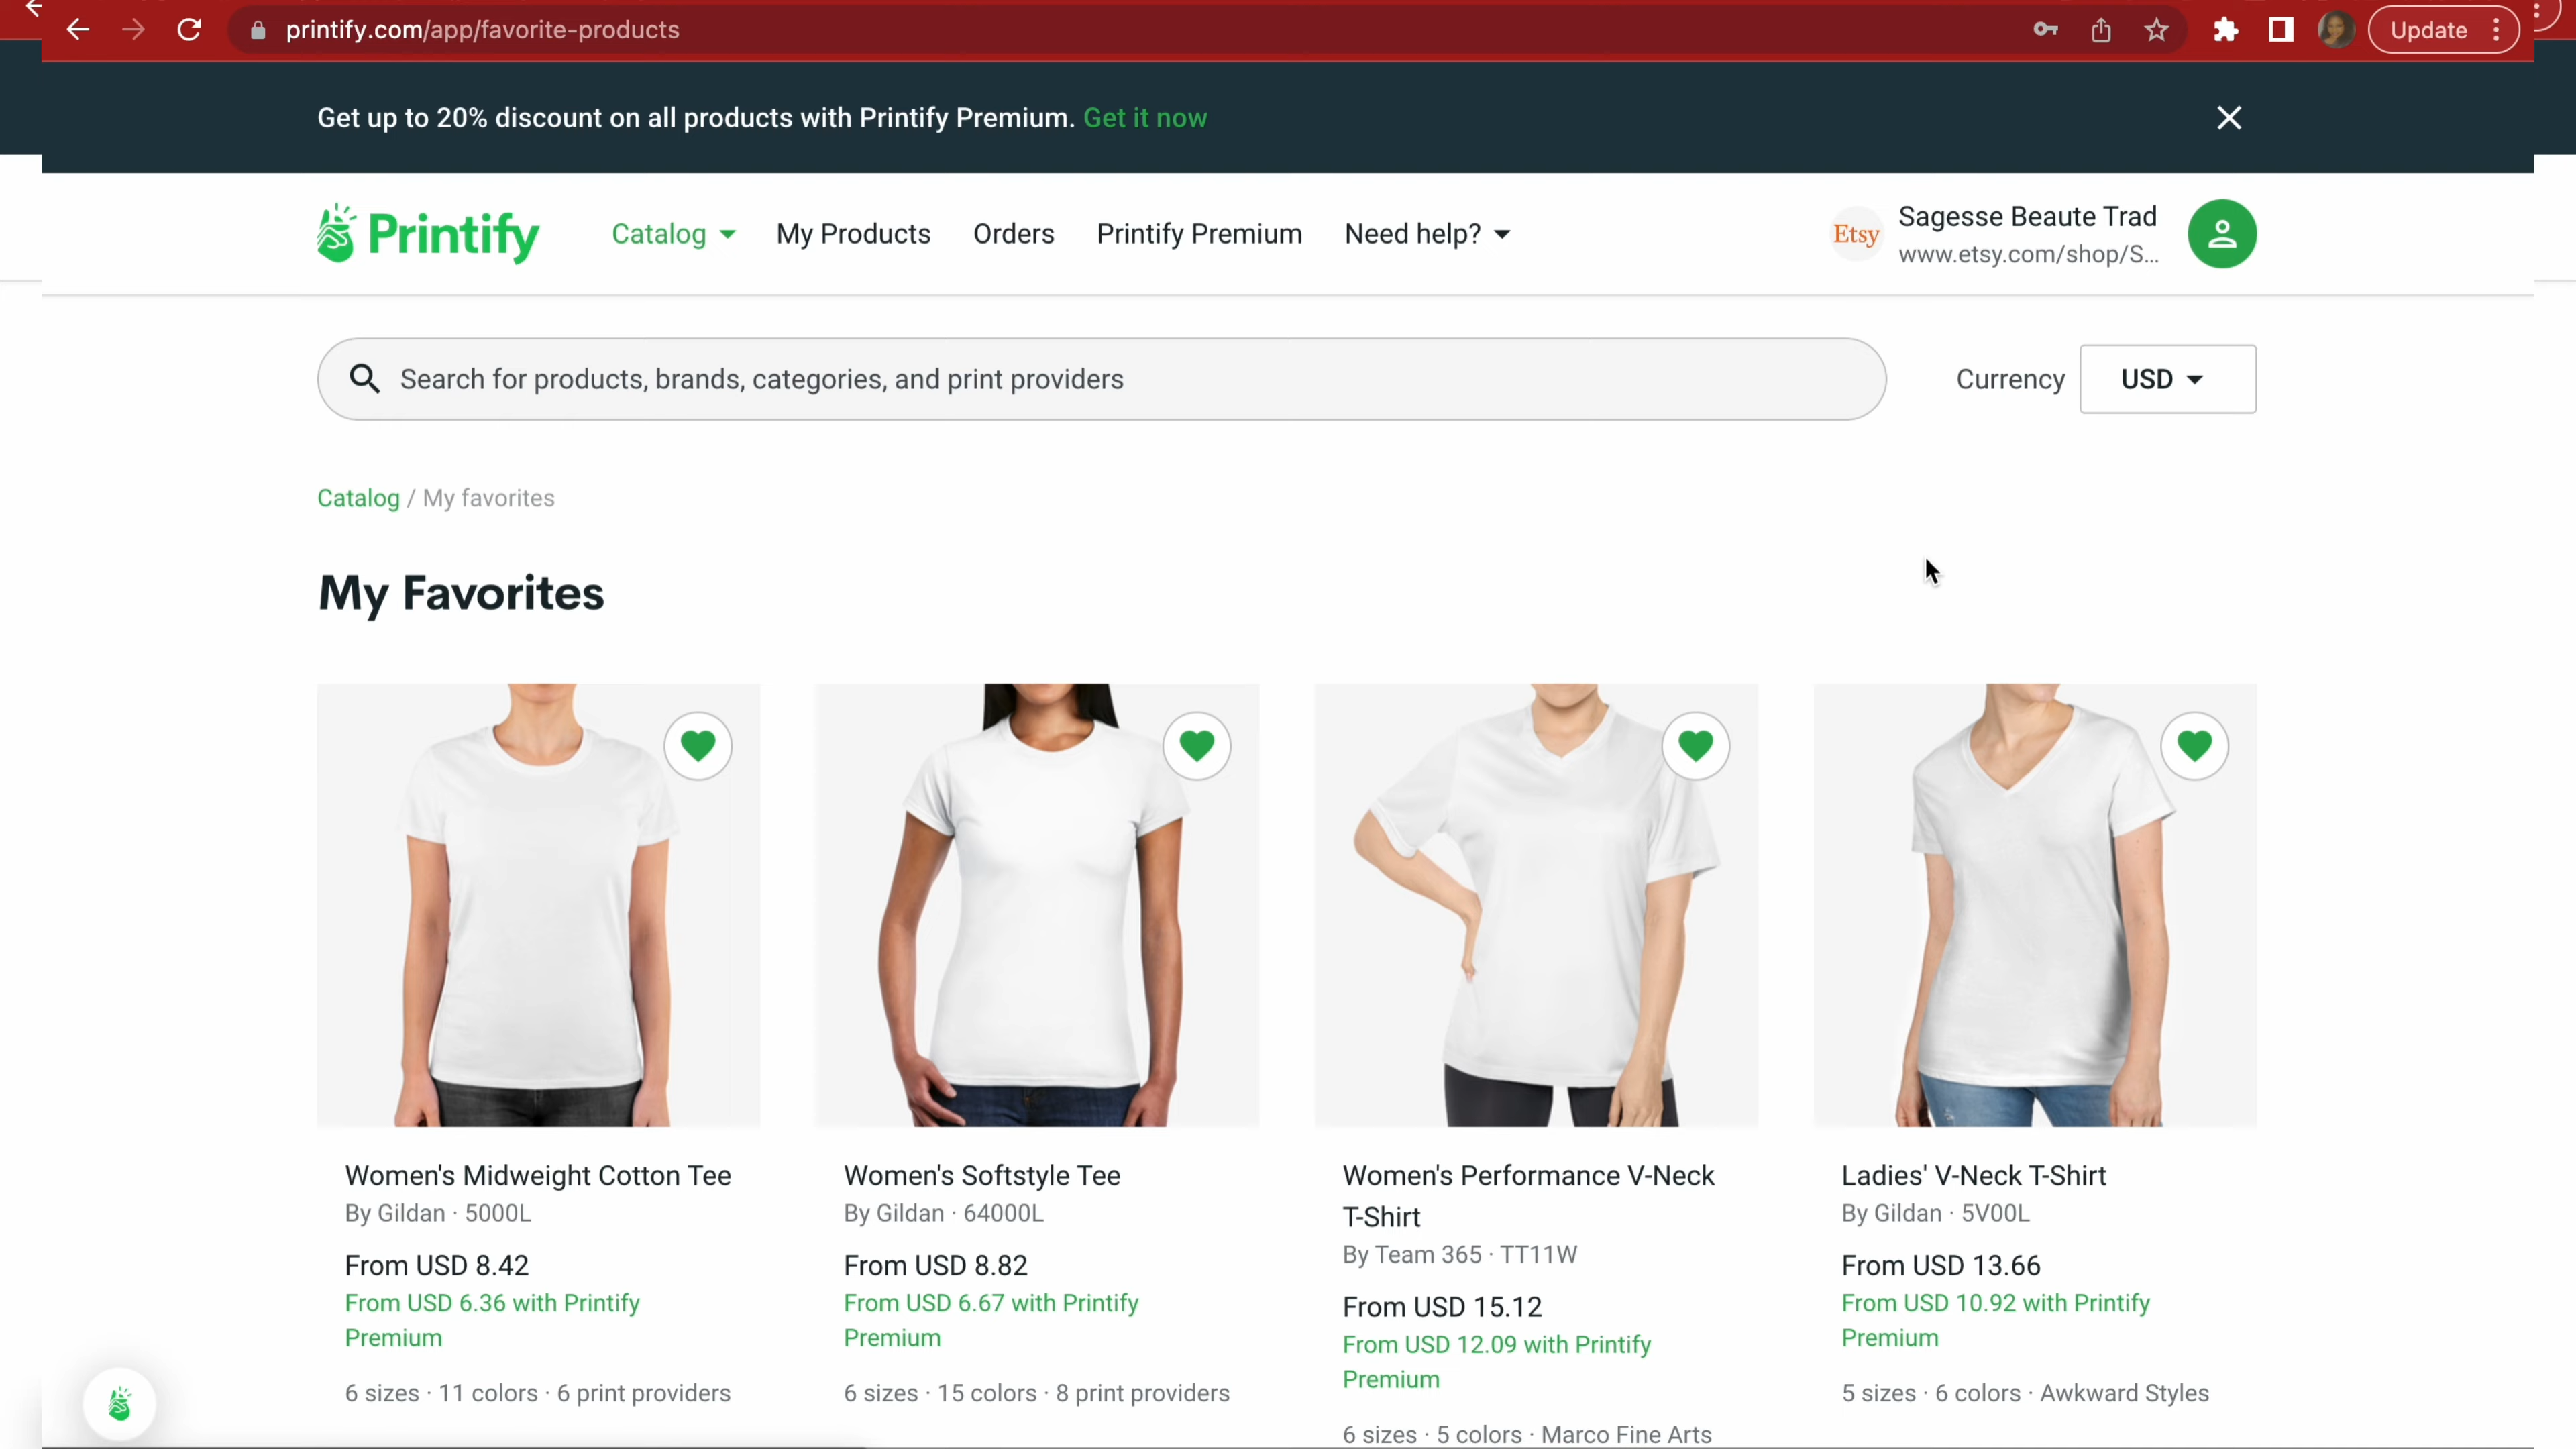 printify.com/app/favorite-products
Update
Get up to 20% discount on all products with Printify Premium. Get it now
Printify
Catalog
My Products
Orders
Printify Premium
Need help?
Etsy
Sagesse Beaute Trad
www.etsy.com/shop/S...
Search for products, brands, categories, and print providers
Currency
USD
Catalog / My favorites
My Favorites
Women's Midweight Cotton Tee
By Gildan · 5000L
From USD 8.42
From USD 6.36 with Printify
Premium
6 sizes · 11 colors · 6 print providers
Women's Softstyle Tee
By Gildan · 64000L
From USD 8.82
From USD 6.67 with Printify
Premium
6 sizes · 15 colors · 8 print providers
Women's Performance V-Neck
T-Shirt
By Team 365 · TT11W
From USD 15.12
From USD 12.09 with Printify
Premium
6 sizes · 5 colors · Marco Fine Arts
Ladies' V-Neck T-Shirt
By Gildan · 5V00L
From USD 13.66
From USD 10.92 with Printify
Premium
5 sizes · 6 colors · Awkward Styles